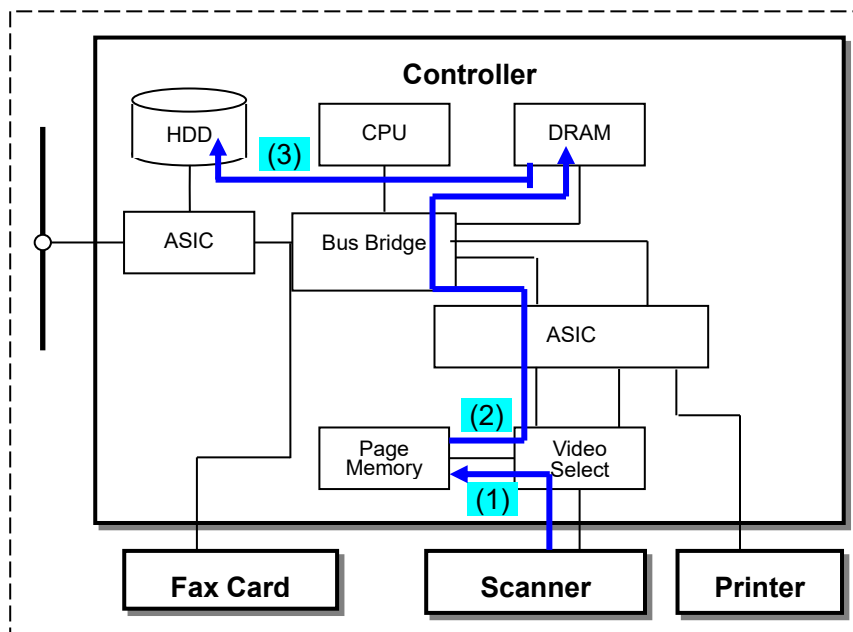 Controller
HDD
CPU
DRAM
(3)
ASIC
Bus Bridge
ASIC
(2)
Page
Memory
Video
Select
(1)
Fax Card
Scanner
Printer